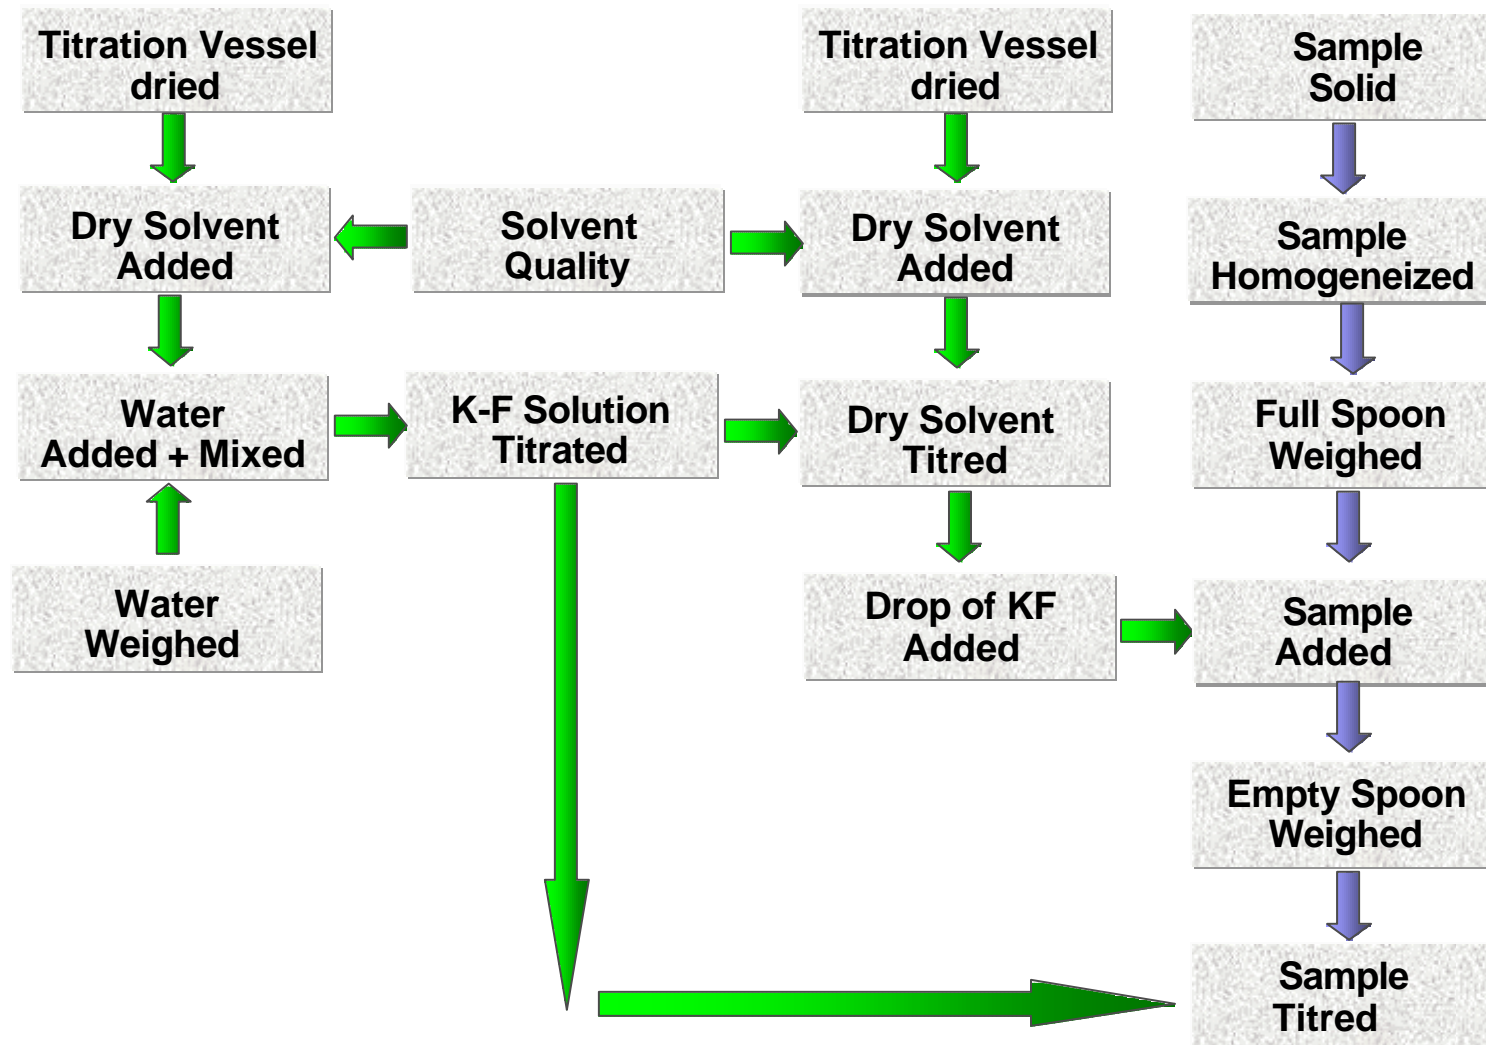 Titration Vessel
dried
Titration Vessel
dried
Sample
Solid
Dry Solvent
Added
Solvent
Quality
Dry Solvent
Added
Sample
Homogeneized
Water
Added + Mixed
K-F Solution
Titrated
Dry Solvent
Titred
Full Spoon
Weighed
Water
Weighed
Drop of KF
Added
Sample
Added
Empty Spoon
Weighed
Sample
Titred